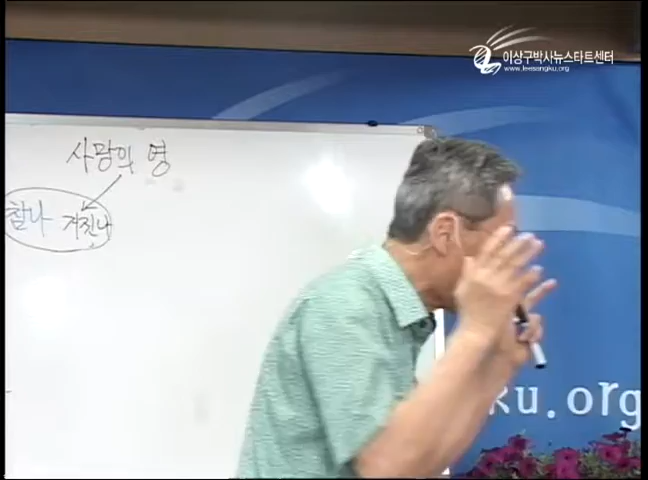 이상구박사뉴스타트센터
www.leesangku.org
사망의 영
참나 거짓나
ku.org